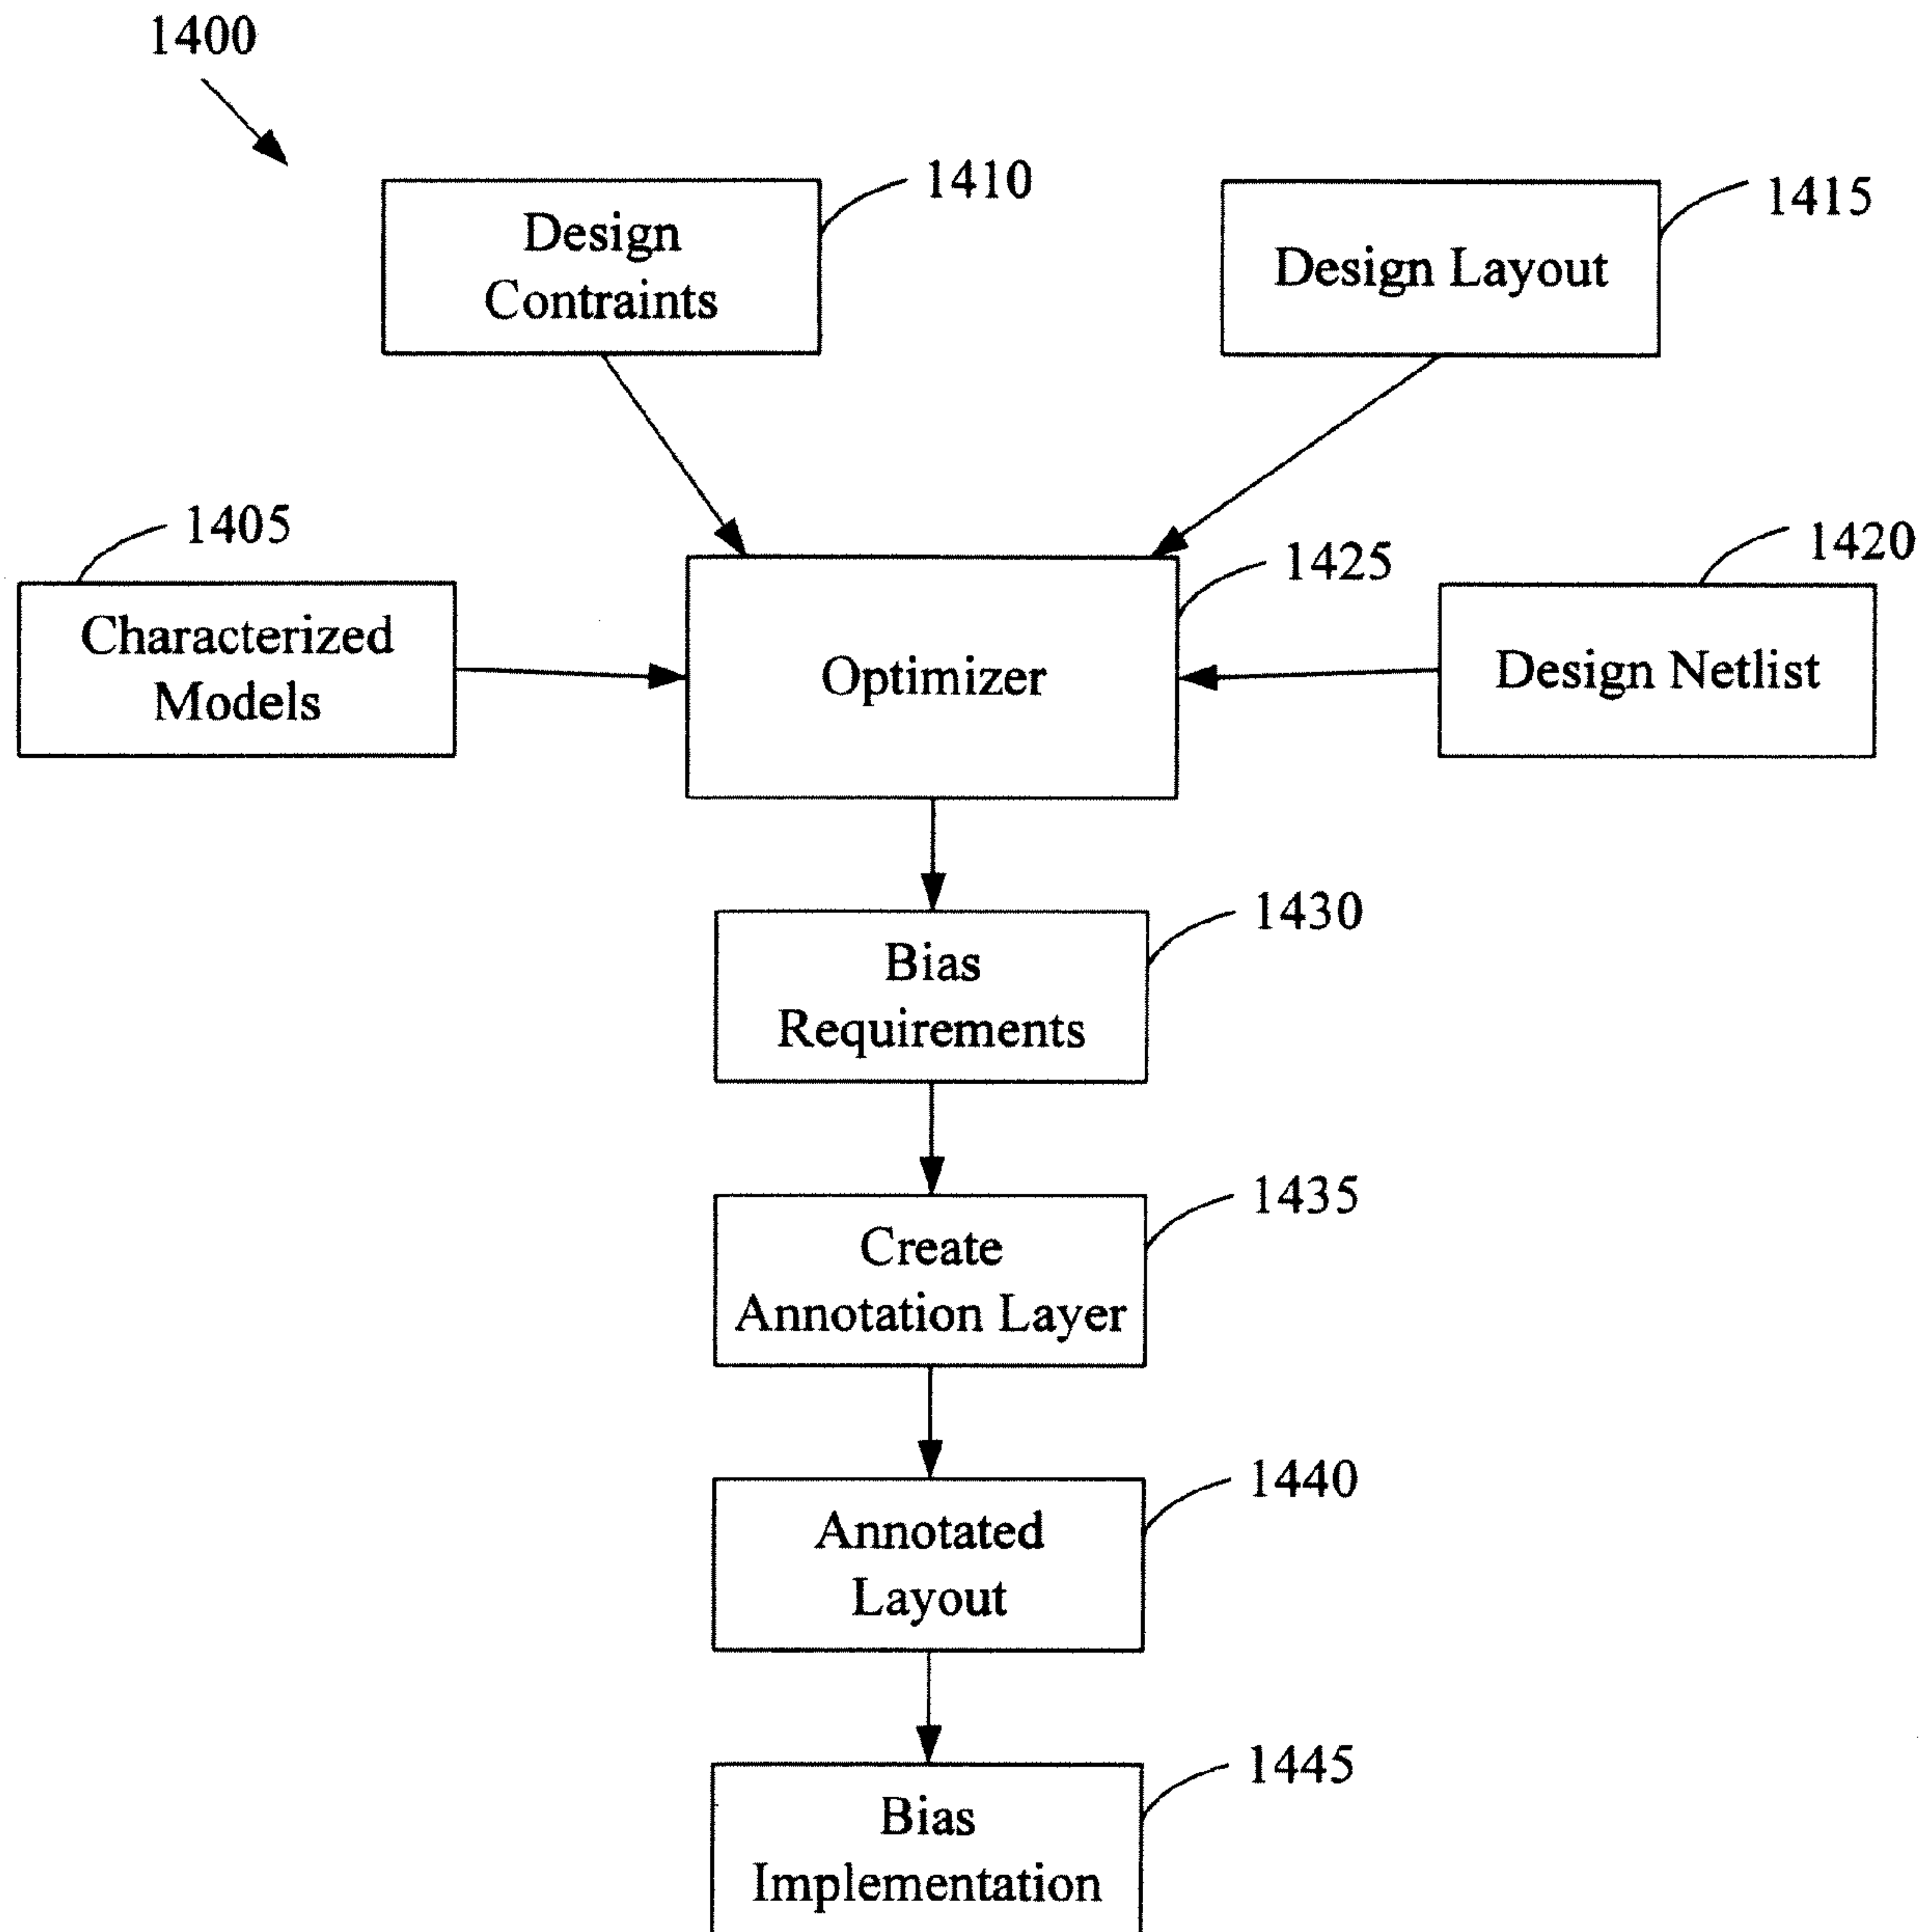 1400
1410
Design
Contraints
1415
Design Layout
1405
Characterized
Models
1425
Optimizer
1420
Design Netlist
1430
Bias
Requirements
1435
Create
Annotation Layer
1440
Annotated
Layout
1445
Bias
Implementation